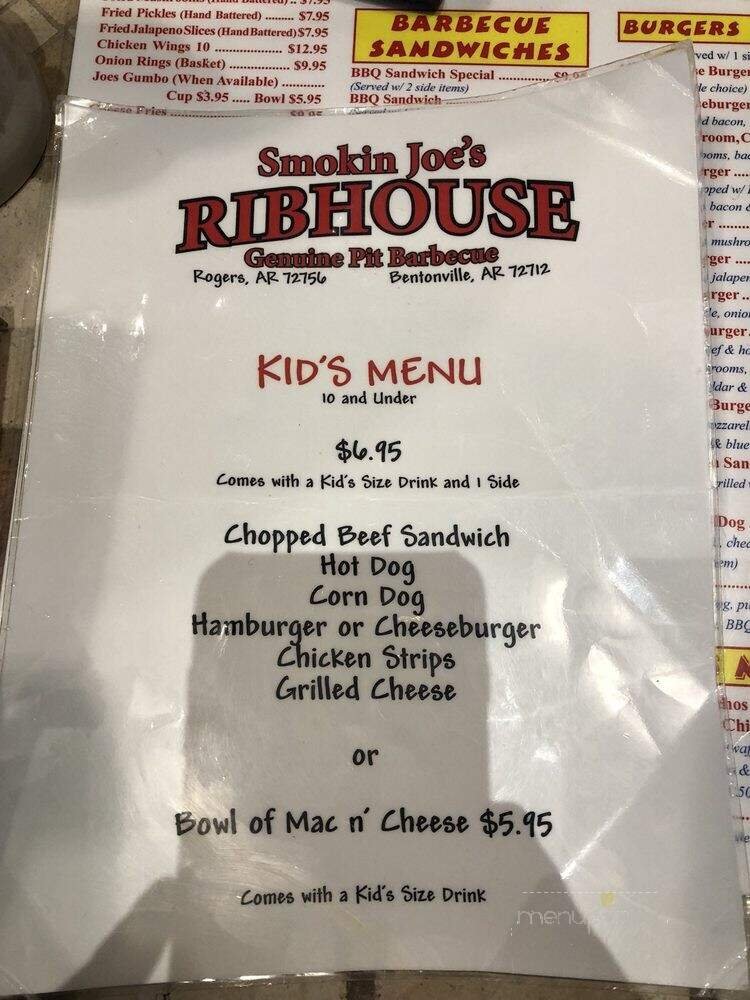 Fried Pickles (Hand Battered) ......... $7.95
Fried Jalapeno Slices (Hand Battered) $7.95
Chicken Wings 10 ................. $12.95
Onion Rings (Basket) ................. $9.95
Joes Gumbo (When Available) ............
Cup $3.95 ..... Bowl $5.95
BARBECUE
SANDWICHES
BBQ Sandwich Special
(Served w/ 2 side items)
BBQ Sandwich
BURGERS
Smokin Joe's
RIBHOUSE
Genuine Pit Barbecue
Rogers, AR 72756 Bentonville, AR 72712
KID'S MENU
10 and Under
$6.95
Comes with a Kid's Size Drink and 1 Side
Chopped Beef Sandwich
Hot Dog
Corn Dog
Hamburger or Cheeseburger
Chicken Strips
Grilled Cheese
or
Bowl of Mac n' Cheese $5.95
Comes with a Kid's Size Drink